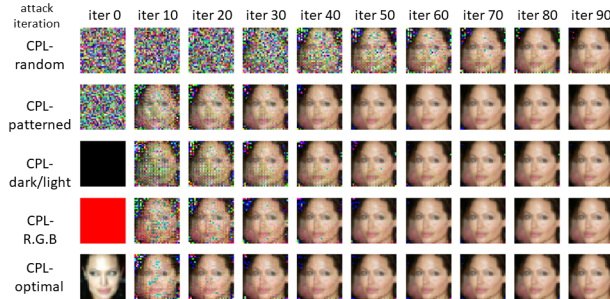 attack
iteration
iter 0 iter 10 iter 20 iter 30 iter 40 iter 50 iter 60 iter 70 iter 80 iter 90
CPL-
random
CPL-
patterned
CPL-
dark/light
CPL-
R.G.B
CPL-
optimal